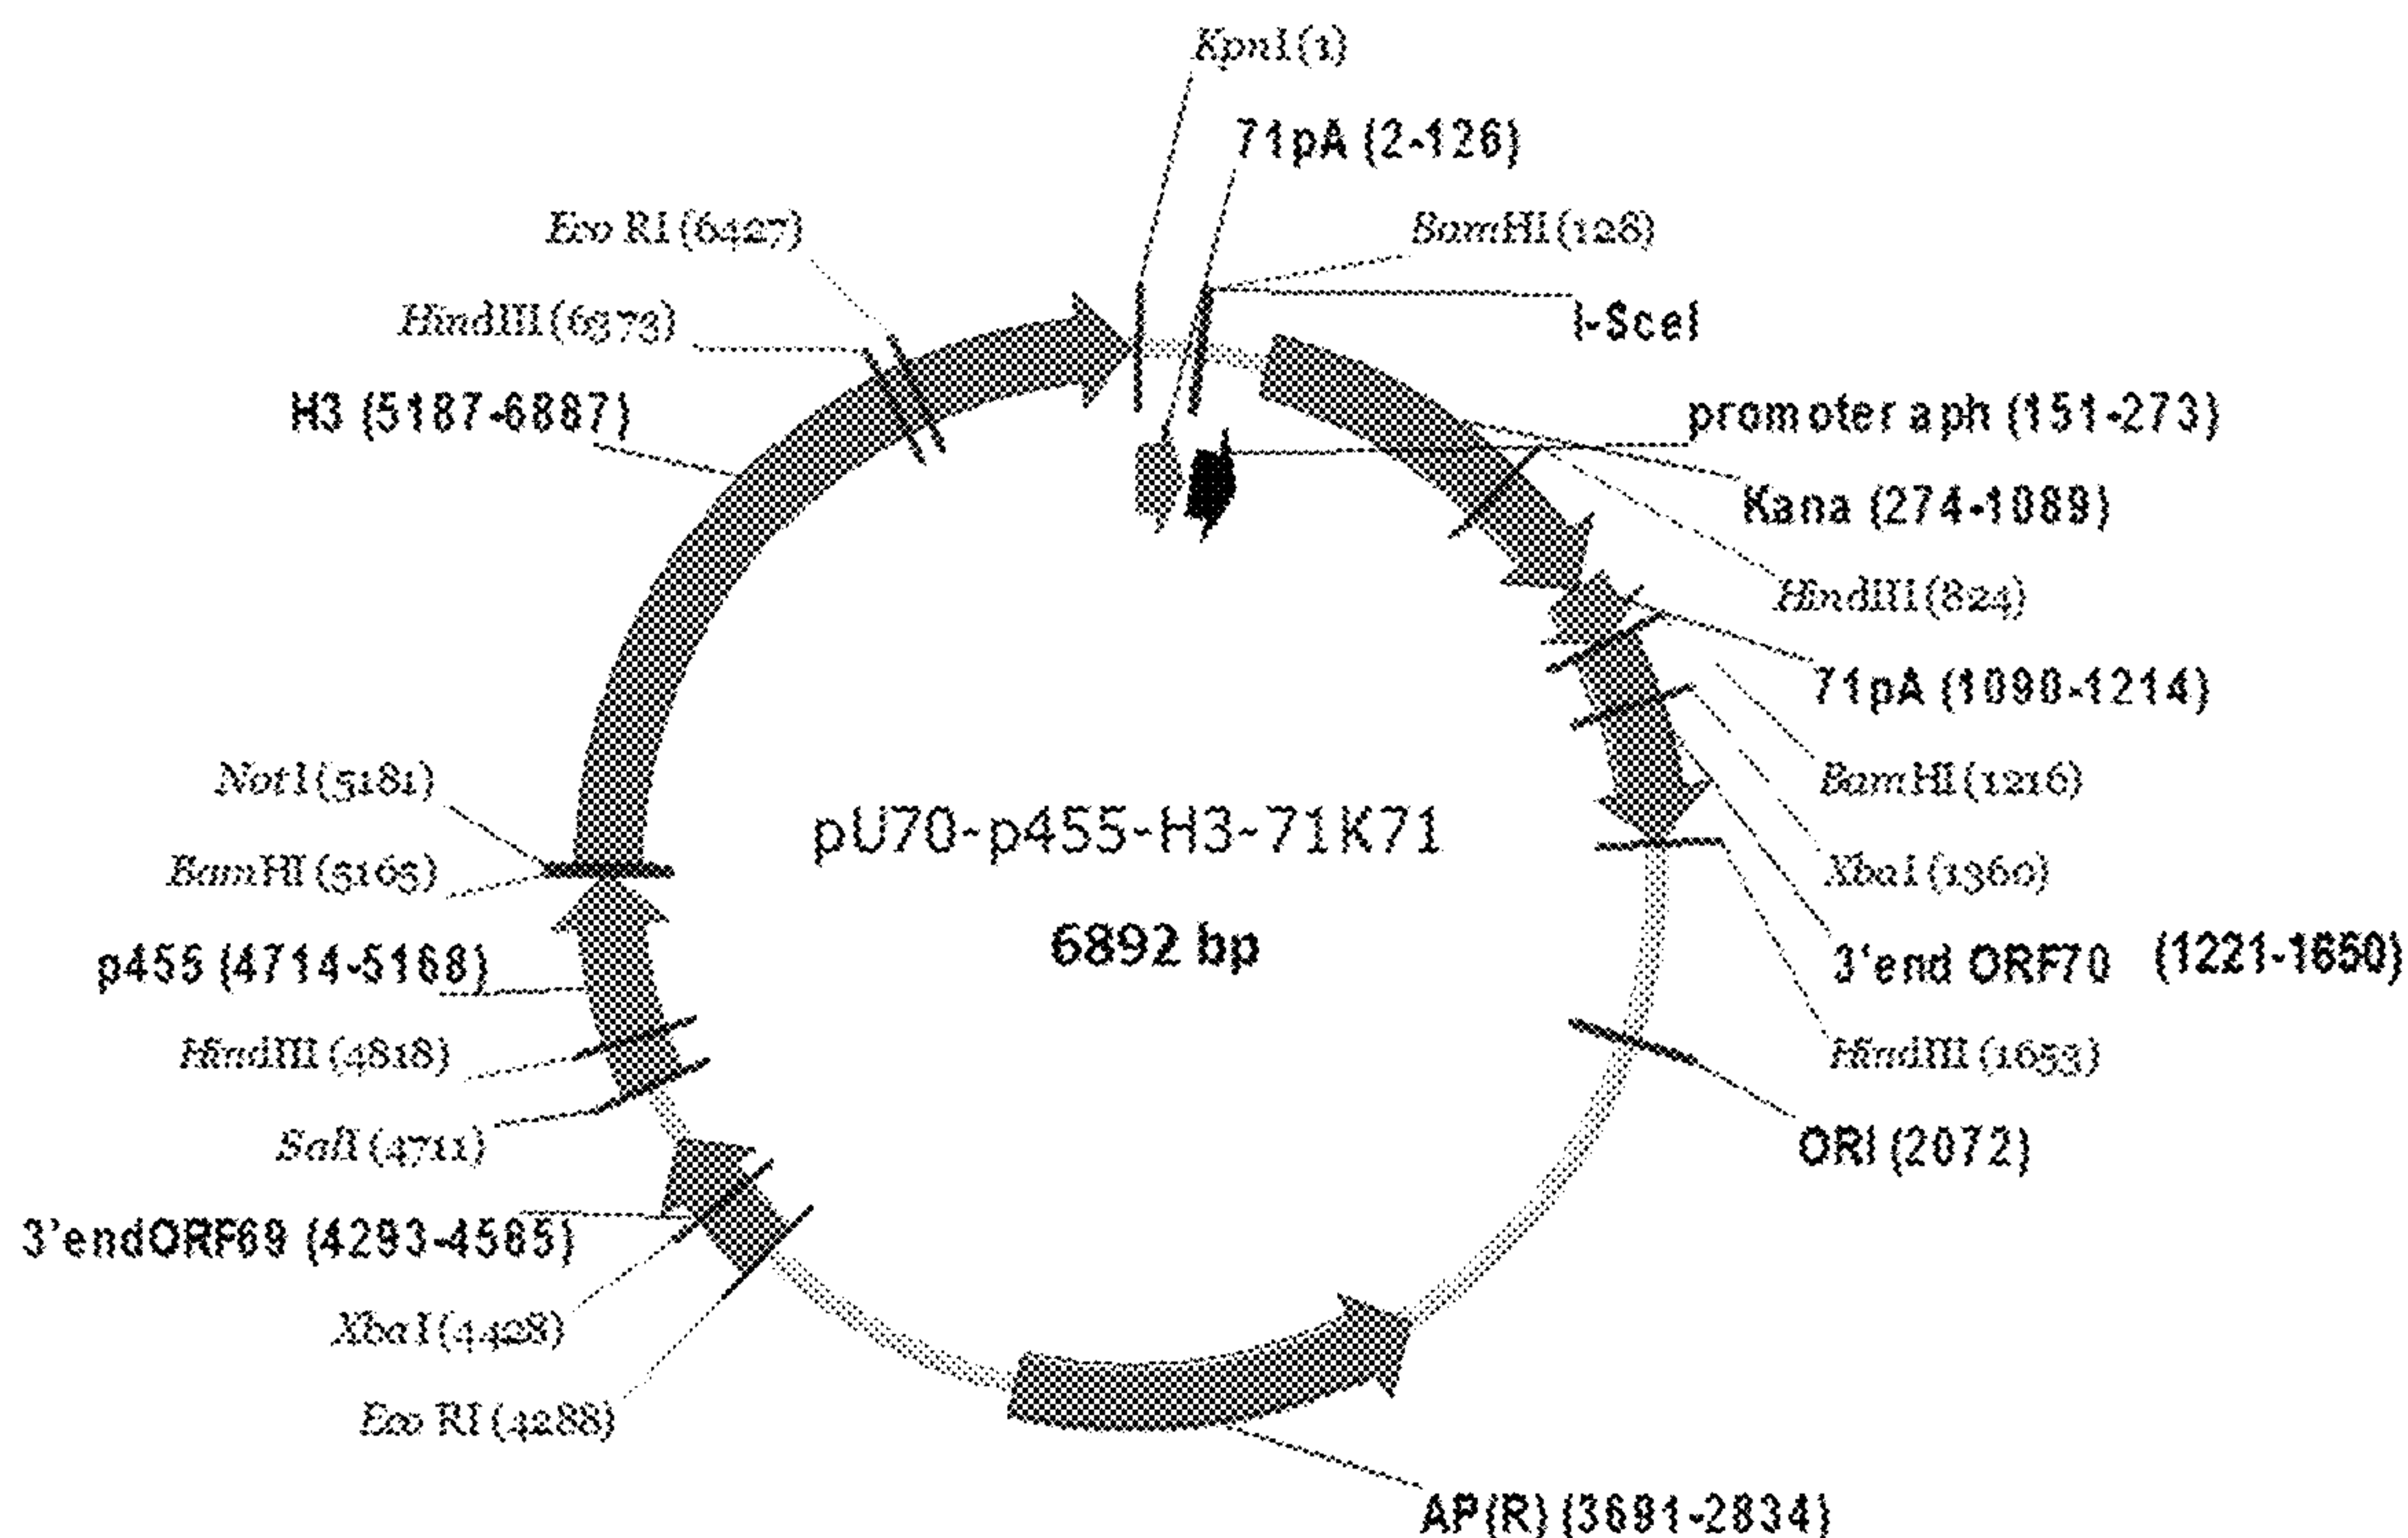 KpnI (1)
71pA (2-126)
Eco RI (6427)
BamHI (128)
HindIII (6373)
I-SceI
H3 (5187-6887)
promoter aph (151-273)
Kana (274-1089)
HindIII (824)
71pA (1090-1214)
NotI (5181)
BamHI (1216)
pU70-p455-H3-71K71
BamHI (5165)
XbaI (1360)
6892 bp
p455 (4714-5168)
3'end ORF70 (1221-1650)
HindIII (4818)
HindIII (1653)
SalI (4711)
ORI (2072)
3'endORF69 (4293-4565)
XbaI (4428)
Eco RI (4288)
AP(R) (3691-2834)